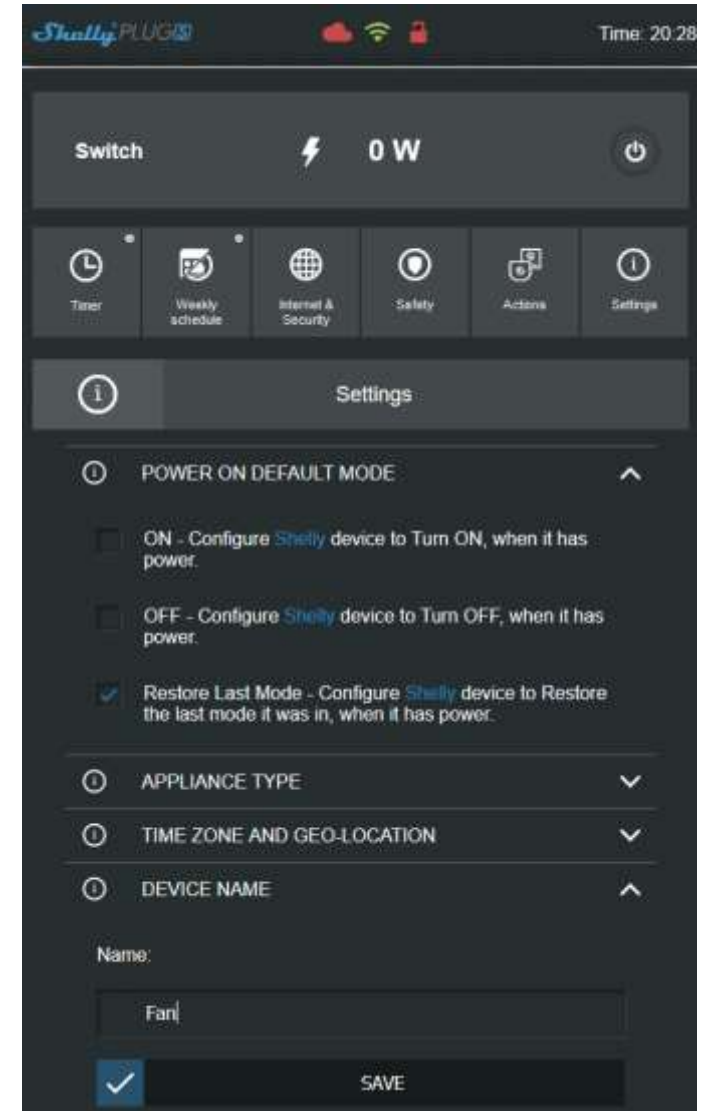 Shelly PLUG S
Time: 20:28
Switch
0 W
Timer
Weekly
schedule
Internet &
Security
Safety
Actions
Settings
Settings
POWER ON DEFAULT MODE
ON - Configure Shelly device to Turn ON, when it has
power.
OFF - Configure Shelly device to Turn OFF, when it has
power.
Restore Last Mode - Configure Shelly device to Restore
the last mode it was in, when it has power.
APPLIANCE TYPE
TIME ZONE AND GEO-LOCATION
DEVICE NAME
Name:
Fan
SAVE